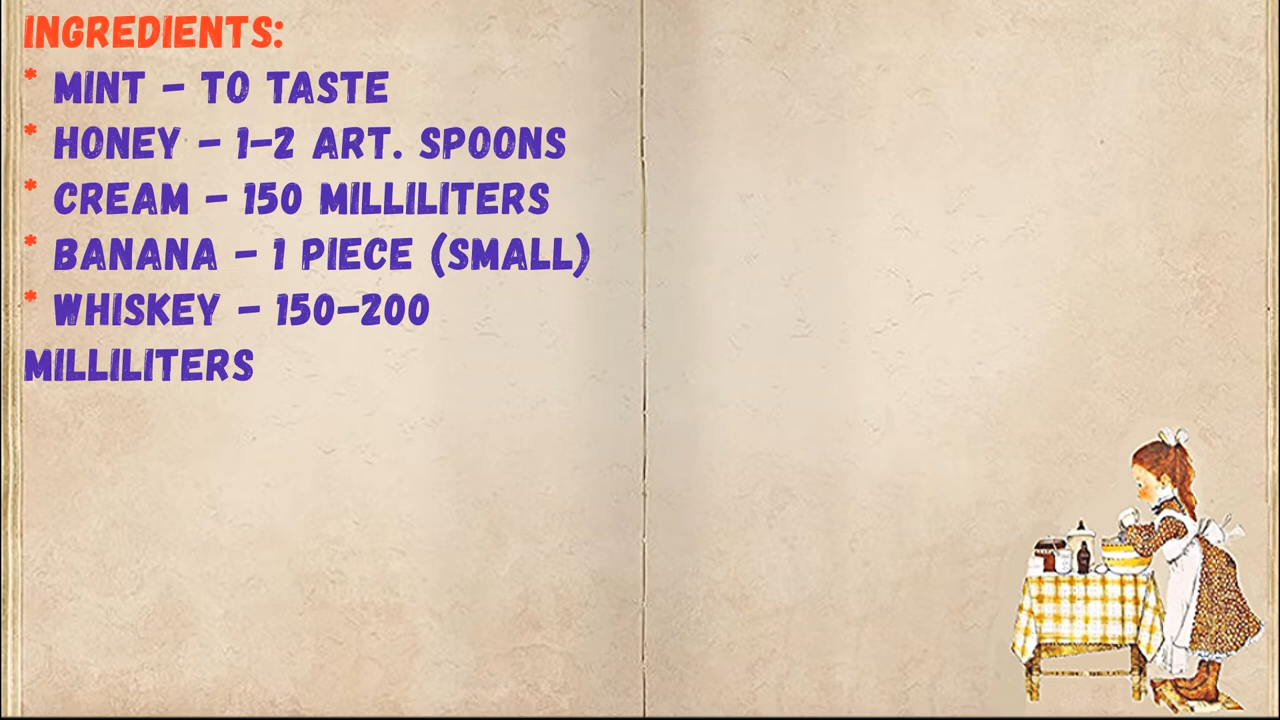 INGREDIENTS:
* MINT - TO TASTE
* HONEY - 1-2 ART. SPOONS
* CREAM - 150 MILLILITERS
* BANANA - 1 PIECE (SMALL)
* WHISKEY - 150-200
MILLILITERS